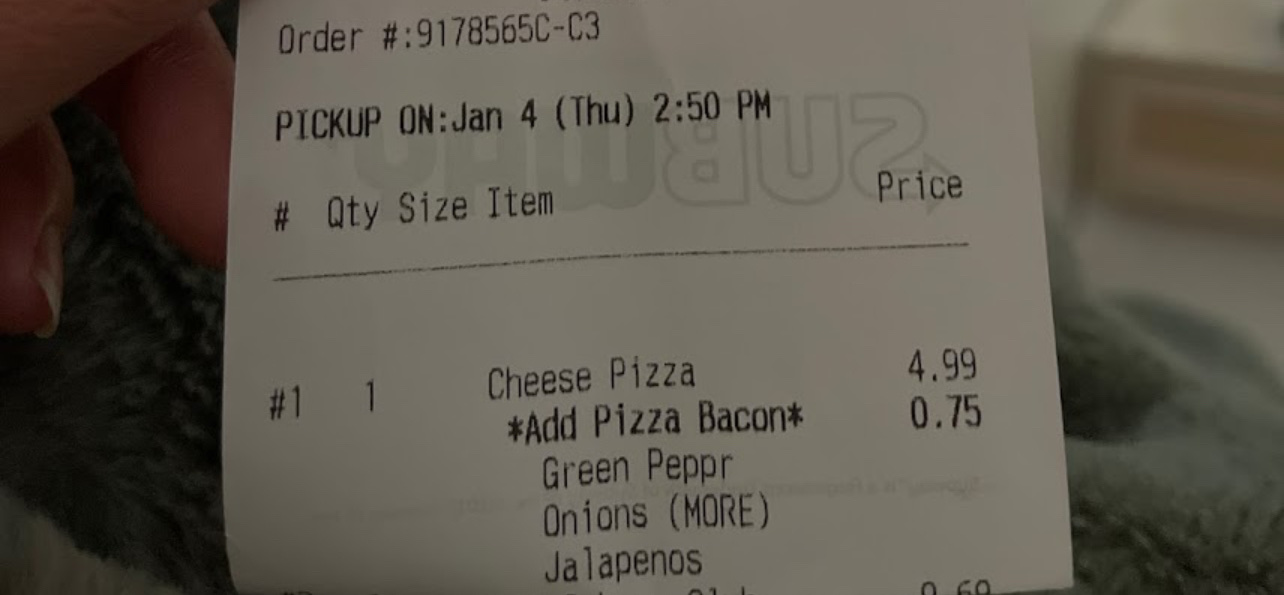 Order #:9178565C-C3
PICKUP ON:Jan 4 (Thu) 2:50 PM
# Qty Size Item Price
#1 1 Cheese Pizza 4.99
*Add Pizza Bacon* 0.75
Green Peppr
Onions (MORE)
Jalapenos